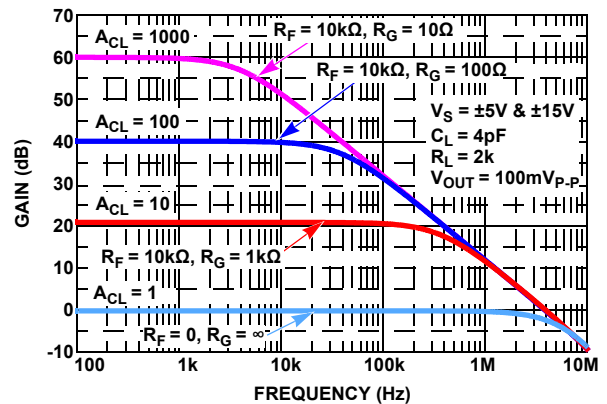 70
A_CL = 1000
R_F = 10kΩ, R_G = 10Ω
60
R_F = 10kΩ, R_G = 100Ω
50
V_S = ±5V & ±15V
A_CL = 100
C_L = 4pF
40
R_L = 2k
V_OUT = 100mV_P-P
30
A_CL = 10
20
R_F = 10kΩ, R_G = 1kΩ
10
A_CL = 1
0
R_F = 0, R_G = ∞
-10
GAIN (dB)
100 1k 10k 100k 1M 10M
FREQUENCY (Hz)